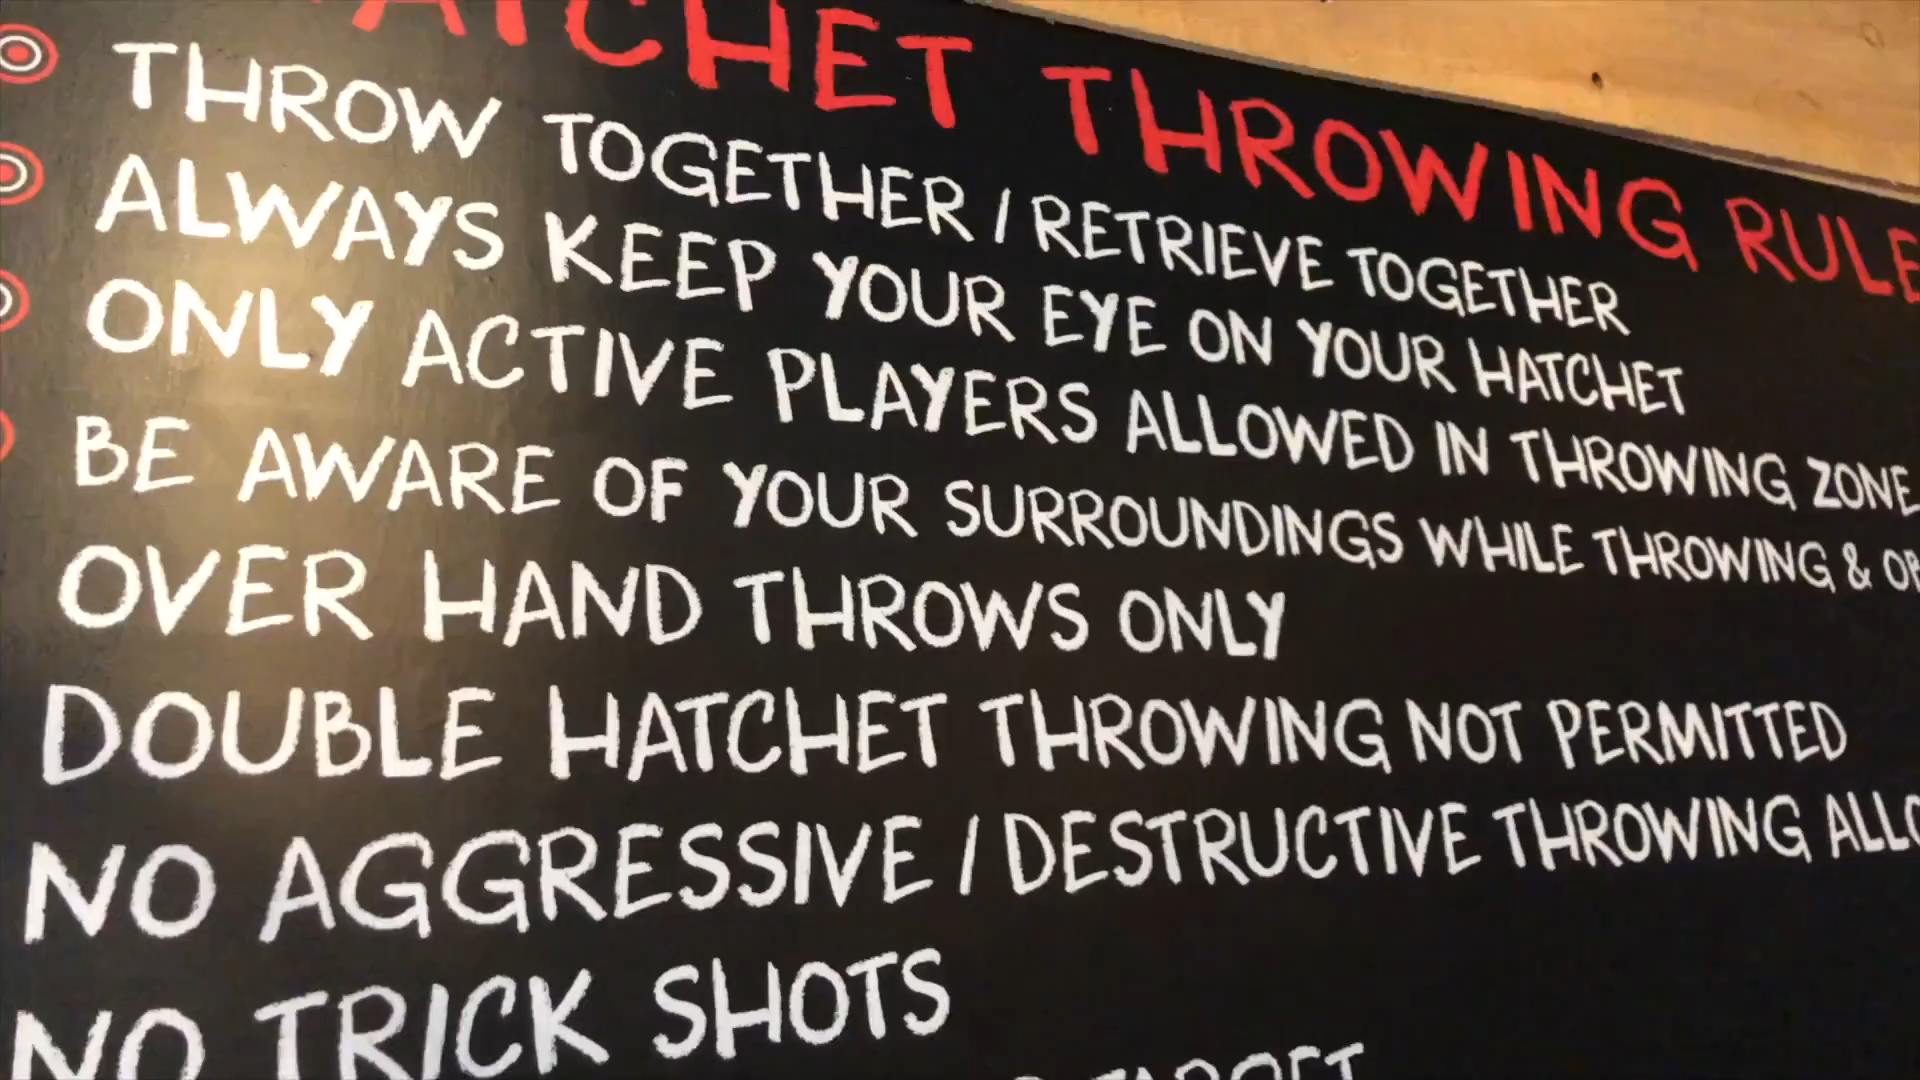 HATCHET THROWING RULE
THROW TOGETHER / RETRIEVE TOGETHER
ALWAYS KEEP YOUR EYE ON YOUR HATCHET
ONLY ACTIVE PLAYERS ALLOWED IN THROWING ZONE
BE AWARE OF YOUR SURROUNDINGS WHILE THROWING &
OVER HAND THROWS ONLY
DOUBLE HATCHET THROWING NOT PERMITTED
NO AGGRESSIVE / DESTRUCTIVE THROWING
NO TRICK SHOTS
TARGET